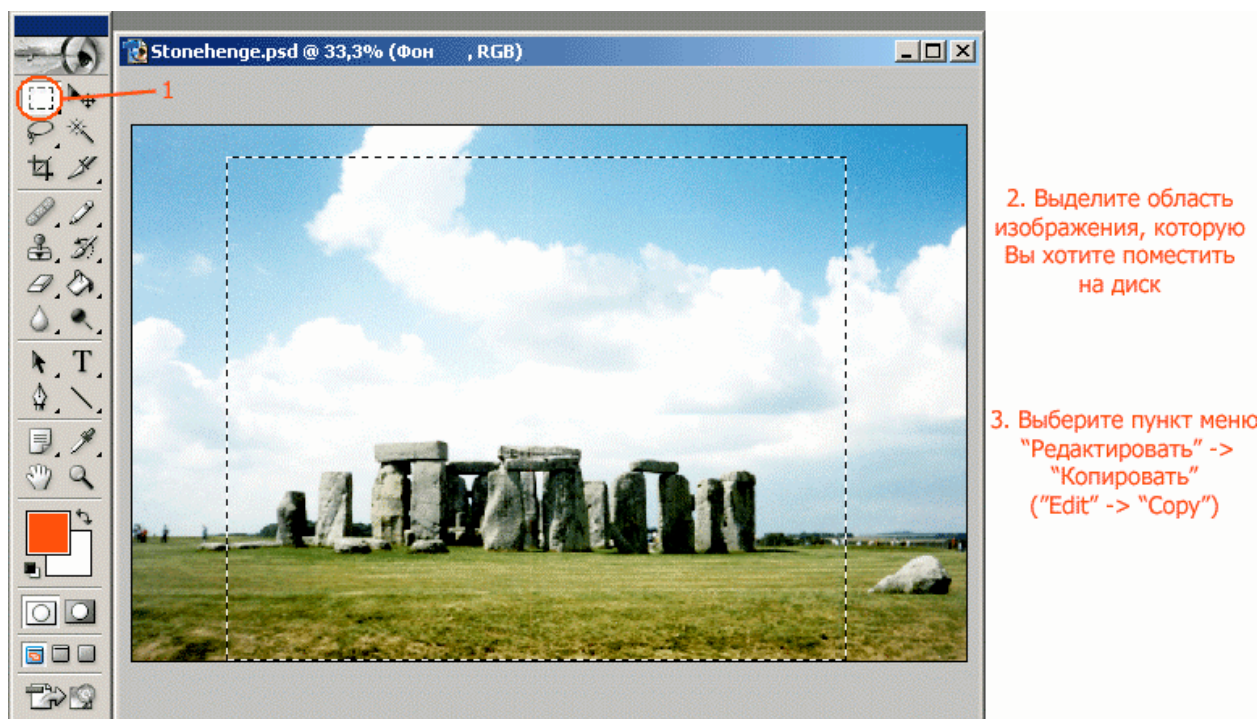 Stonehenge.psd @ 33,3% (Фон , RGB)
1
T
2. Выделите область
изображения, которую
Вы хотите поместить
на диск
3. Выберите пункт меню
“Редактировать” ->
“Копировать”
(”Edit” -> “Copy”)